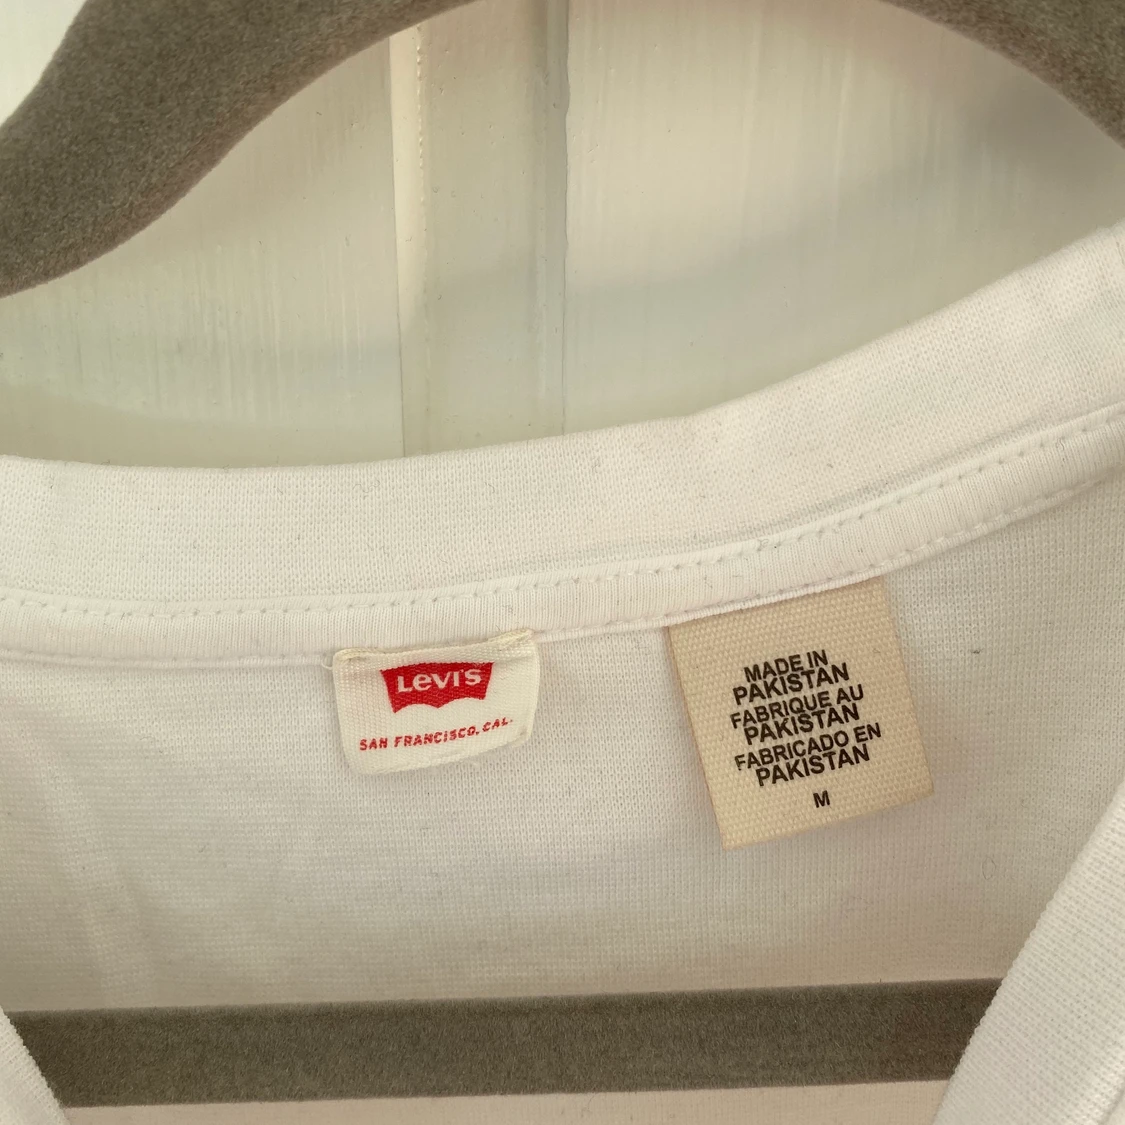 Levi's
SAN FRANCISCO, CAL.
MADE IN
PAKISTAN
FABRIQUE AU
PAKISTAN
FABRICADO EN
PAKISTAN
M